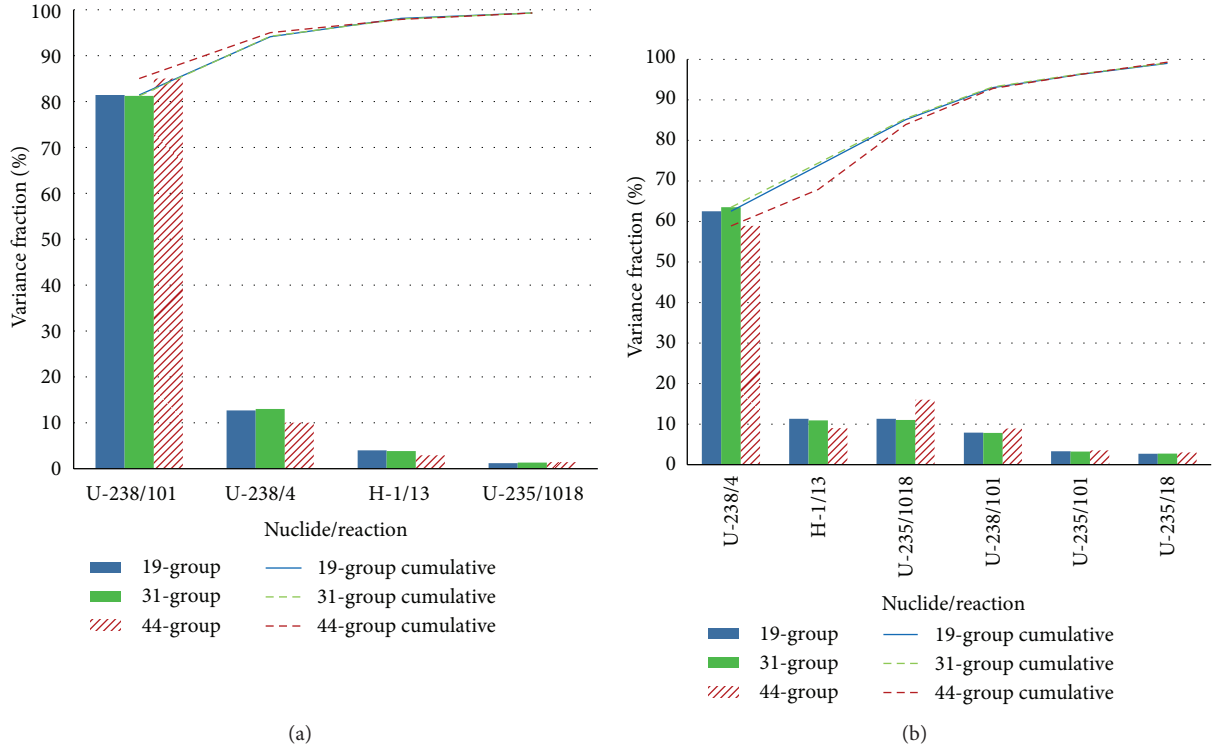 100
90
80
70
60
50
40
30
20
10
0
Variance fraction (%)
U-238/101
U-238/4
H-1/13
U-235/1018
Nuclide/reaction
19-group
19-group cumulative
31-group
31-group cumulative
44-group
44-group cumulative
(a)
100
90
80
70
60
50
40
30
20
10
0
Variance fraction (%)
U-238/4
H-1/13
U-235/1018
U-238/101
U-235/101
U-235/18
Nuclide/reaction
19-group
19-group cumulative
31-group
31-group cumulative
44-group
44-group cumulative
(b)